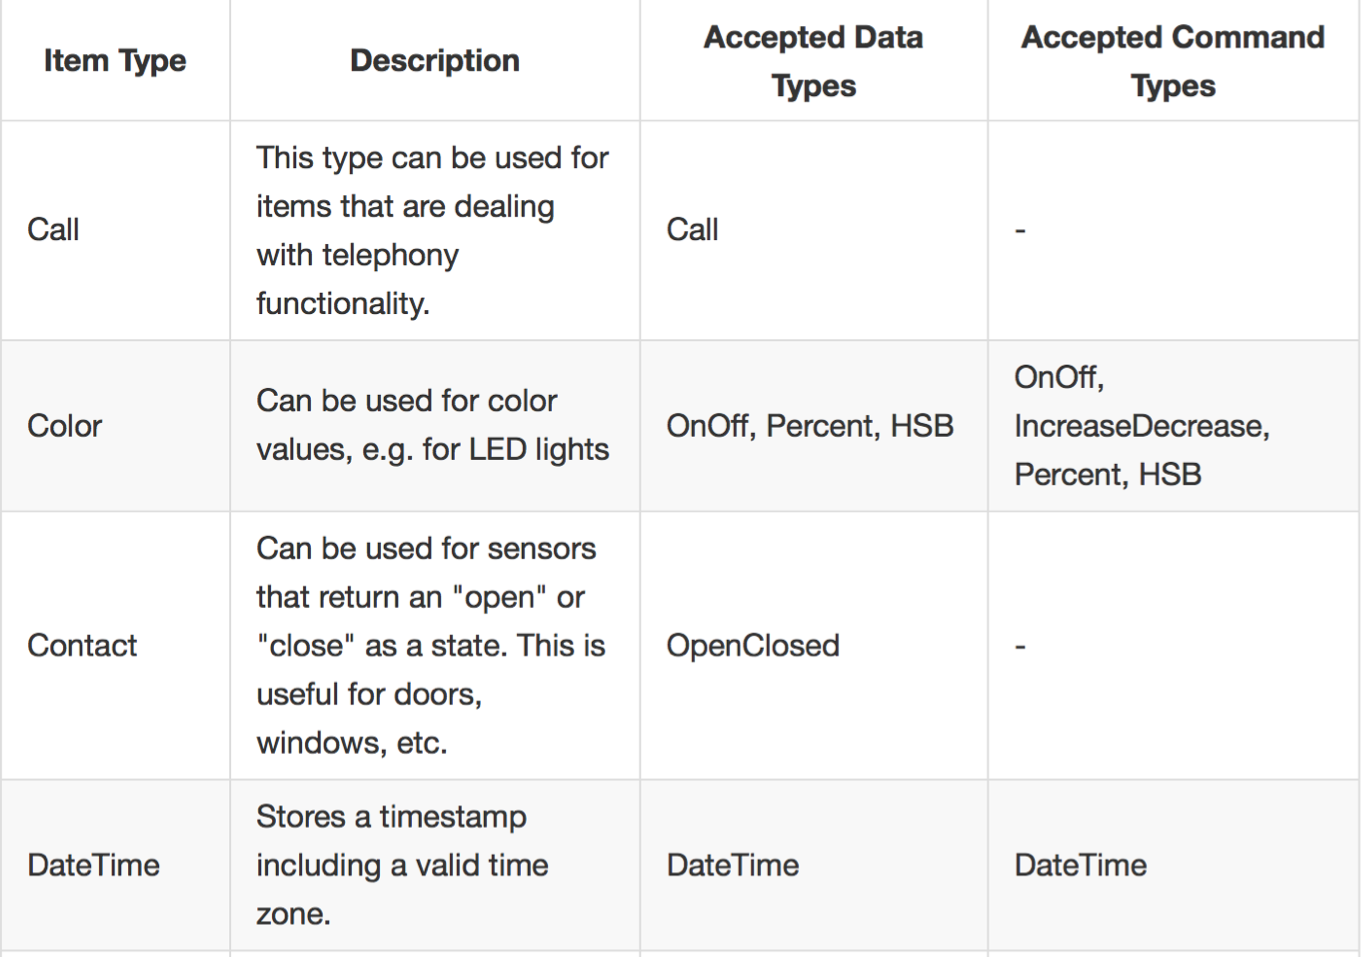 Item Type
Description
Accepted Data
Types
Accepted Command
Types
Call
This type can be used for
items that are dealing
with telephony
functionality.
Call
-
Color
Can be used for color
values, e.g. for LED lights
OnOff, Percent, HSB
OnOff,
IncreaseDecrease,
Percent, HSB
Contact
Can be used for sensors
that return an "open" or
"close" as a state. This is
useful for doors,
windows, etc.
OpenClosed
-
DateTime
Stores a timestamp
including a valid time
zone.
DateTime
DateTime